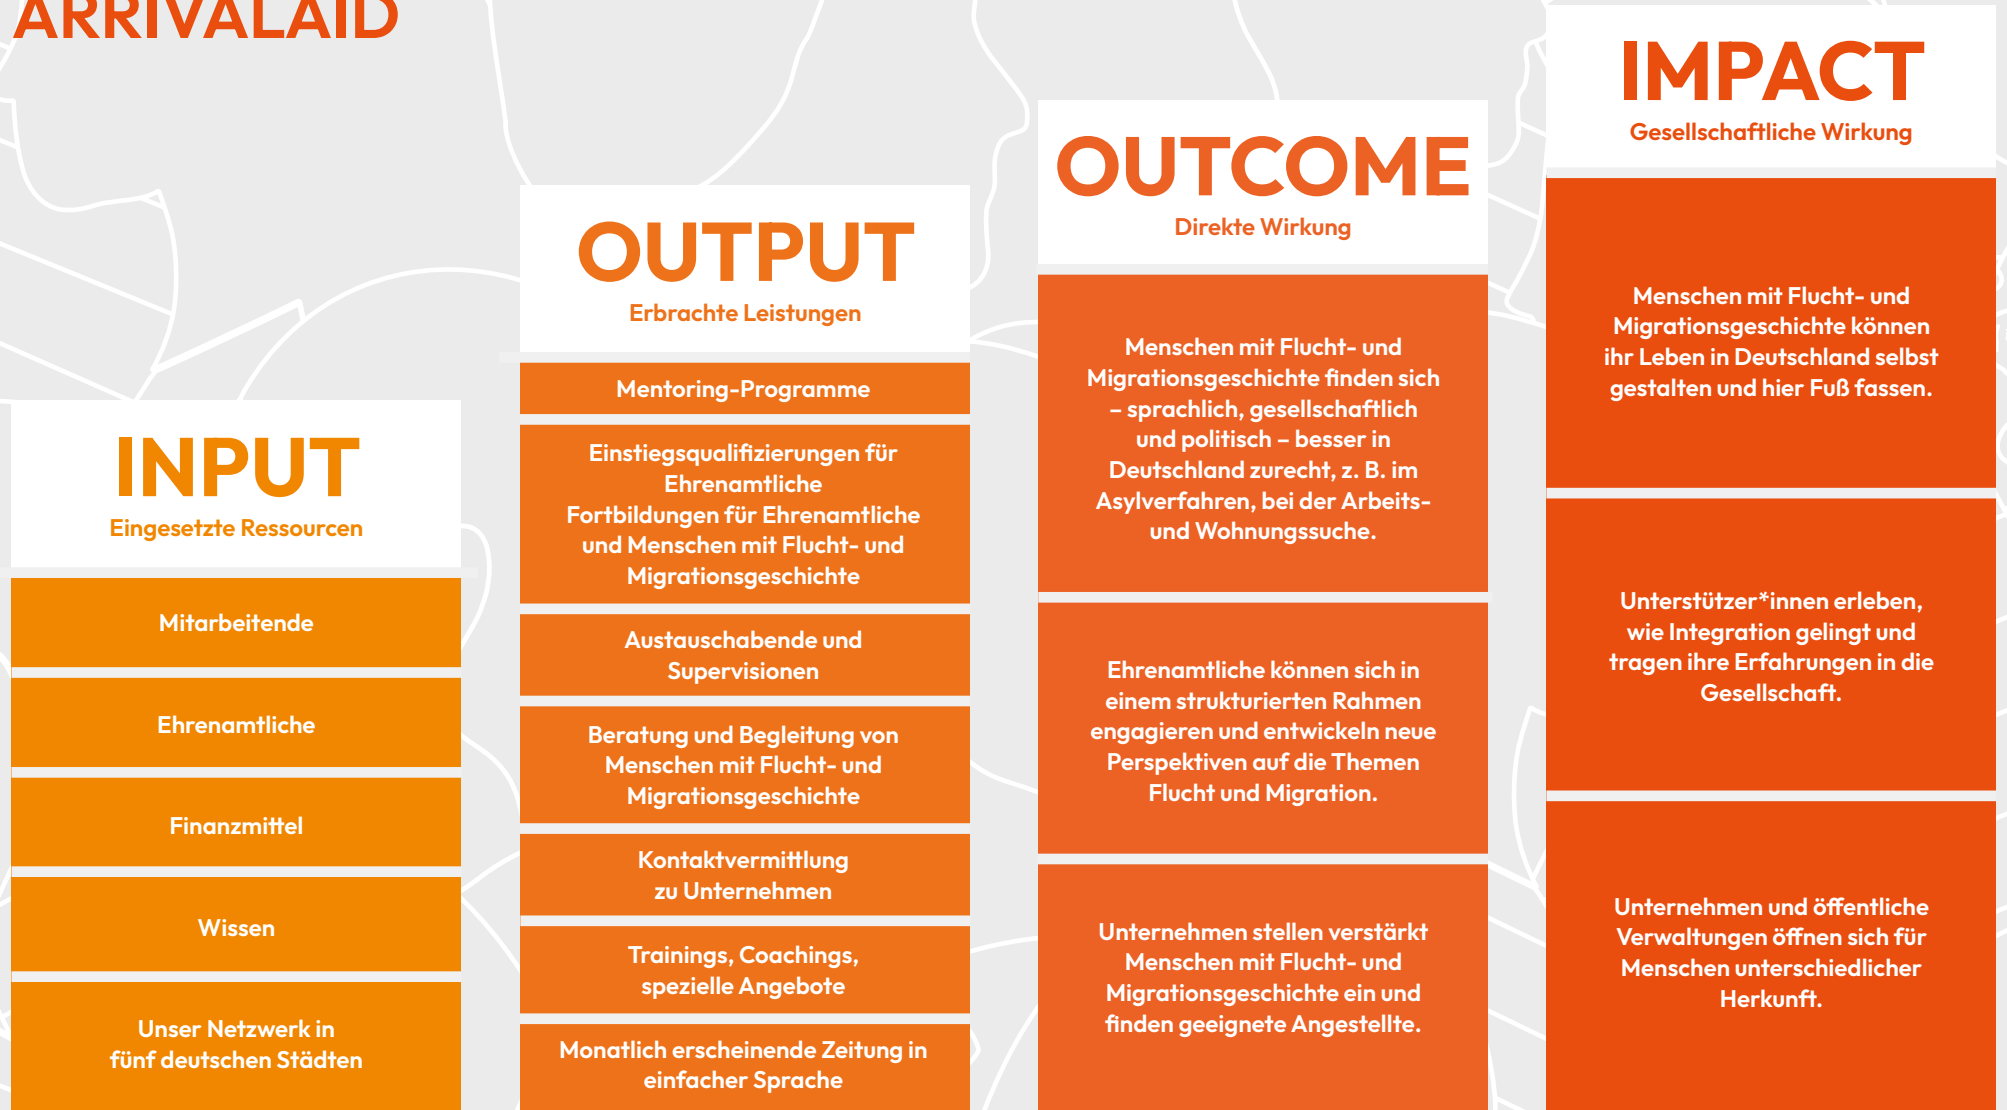 ARRIVALAID
INPUT
Eingesetzte Ressourcen
Mitarbeitende
Ehrenamtliche
Finanzmittel
Wissen
Unser Netzwerk in
fünf deutschen Städten
OUTPUT
Erbrachte Leistungen
Mentoring-Programme
Einstiegsqualifizierungen für
Ehrenamtliche
Fortbildungen für Ehrenamtliche
und Menschen mit Flucht- und
Migrationsgeschichte
Austauschabende und
Supervisionen
Beratung und Begleitung von
Menschen mit Flucht- und
Migrationsgeschichte
Kontaktvermittlung
zu Unternehmen
Trainings, Coachings,
spezielle Angebote
Monatlich erscheinende Zeitung in
einfacher Sprache
OUTCOME
Direkte Wirkung
Menschen mit Flucht- und
Migrationsgeschichte finden sich
– sprachlich, gesellschaftlich
und politisch – besser in
Deutschland zurecht, z. B. im
Asylverfahren, bei der Arbeits-
und Wohnungssuche.
Ehrenamtliche können sich in
einem strukturierten Rahmen
engagieren und entwickeln neue
Perspektiven auf die Themen
Flucht und Migration.
Unternehmen stellen verstärkt
Menschen mit Flucht- und
Migrationsgeschichte ein und
finden geeignete Angestellte.
IMPACT
Gesellschaftliche Wirkung
Menschen mit Flucht- und
Migrationsgeschichte können
ihr Leben in Deutschland selbst
gestalten und hier Fuß fassen.
Unterstützer*innen erleben,
wie Integration gelingt und
tragen ihre Erfahrungen in die
Gesellschaft.
Unternehmen und öffentliche
Verwaltungen öffnen sich für
Menschen unterschiedlicher
Herkunft.